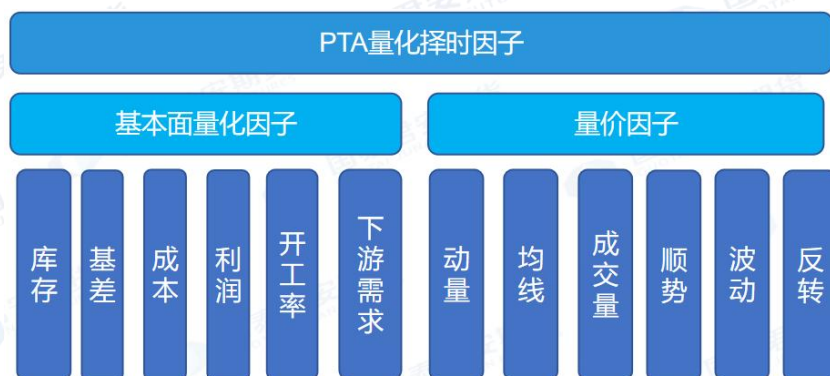 PTA量化择时因子
基本面量化因子
量价因子
库存
基差
成本
利润
开工率
下游需求
动量
均线
成交量
顺势
波动
反转